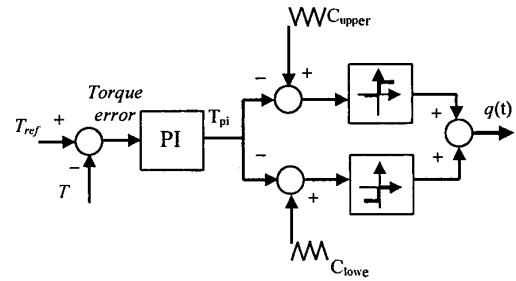 C_upper
− +
Torque error
T_ref + −
T
PI
T_pi
+ + q(t)
− +
C_lowe